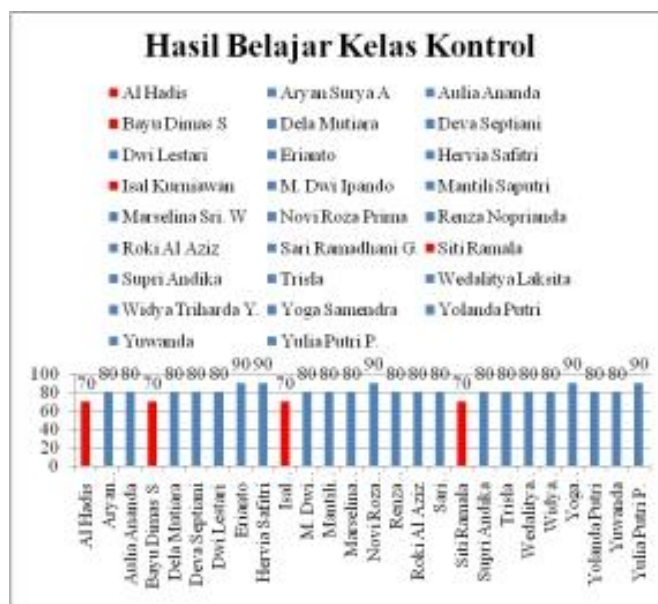 Hasil Belajar Kelas Kontrol
Al Hadis Aryan Surya A Aulia Ananda
Bayu Dimas S Dela Mutiara Deva Septiani
Dwi Lestari Erianto Hervia Safitri
Isal Kurniawan M. Dwi Ipando Mantili Saputri
Marselina Sri. W Novi Roza Prima Renza Noprianda
Roki Al Aziz Sari Ramadhani G. Siti Ramala
Supri Andika Trisla Wedalitya Laksita
Widya Triharda Y. Yoga Samendra Yolanda Putri
Yuwanda Yulia Putri P.
70 80 80 70 80 80 80 90 90 70 80 80 80 90 80 80 80 70 80 80 80 80 90 80 80 90
100
80
60
40
20
0
Al Hadis
Aryan.
Aulia Ananda
Bayu Dimas S
Dela Mutiara
Deva Septiani
Dwi Lestari
Erianto
Hervia Safitri
Isal
M. Dwi.
Mantili.
Marselina.
Novi Roza.
Renza
Roki Al Aziz
Sari.
Siti Ramala
Supri Andika
Trisla
Wedalitya.
Widya.
Yoga.
Yolanda Putri
Yuwanda
Yulia Putri P.